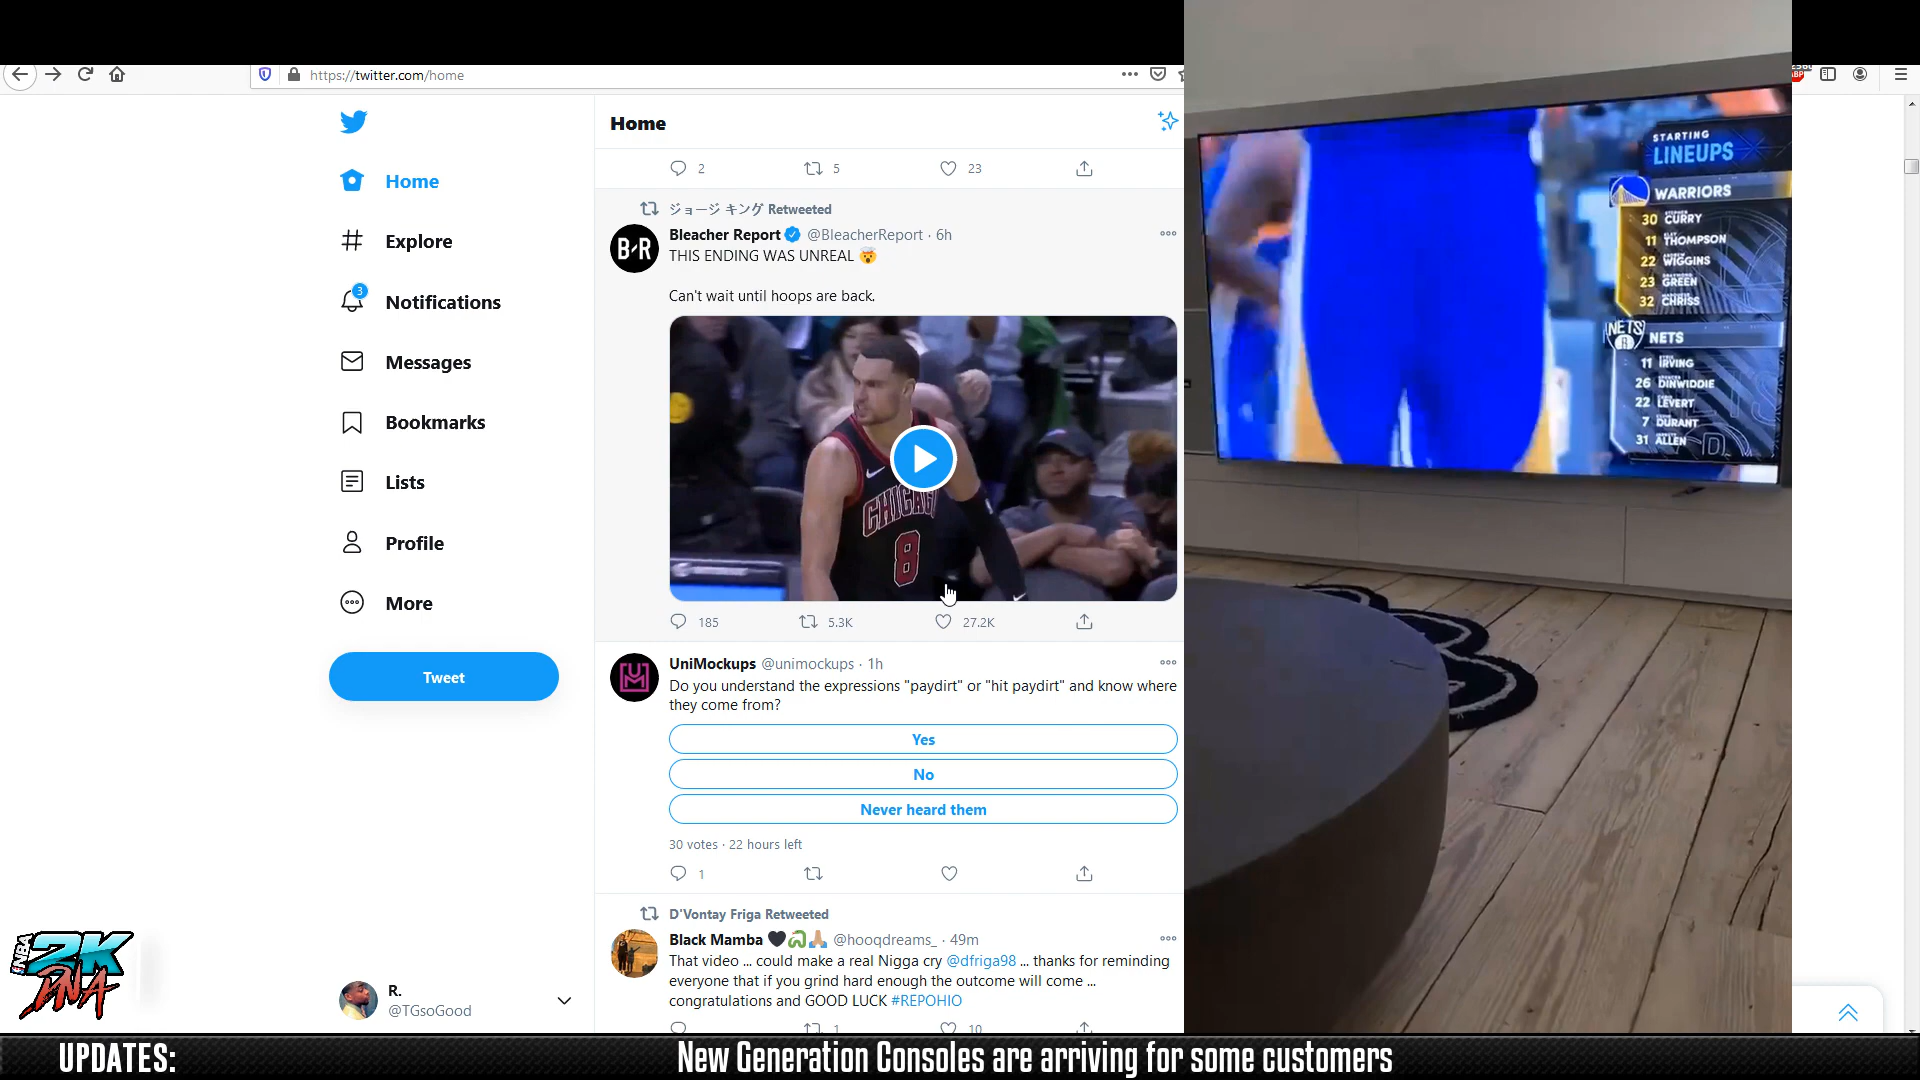 https://twitter.com/home
Home
Explore
3
Notifications
Messages
Bookmarks
Lists
Profile
More
Tweet
R.
@TGsoGood
Home
2 5 23
ジョージ キング Retweeted
B/R
Bleacher Report @BleacherReport · 6h
THIS ENDING WAS UNREAL 🤯
Can't wait until hoops are back.
CHICAGO
8
185 5.3K 27.2K
UM
UniMockups @unimockups · 1h
Do you understand the expressions "paydirt" or "hit paydirt" and know where
they come from?
Yes
No
Never heard them
30 votes · 22 hours left
1
D'Vontay Friga Retweeted
Black Mamba 🖤🐍🙏🏽 @hooqdreams_ · 49m
That video ... could make a real Nigga cry @dfriga98 ... thanks for reminding
everyone that if you grind hard enough the outcome will come ...
congratulations and GOOD LUCK #REPOHIO
1 10
STARTING
LINEUPS
WARRIORS
30 CURRY
11 THOMPSON
22 WIGGINS
23 GREEN
32 CHRISS
NETS
NETS
11 IRVING
26 DINWIDDIE
22 LEVERT
7 DURANT
31 ALLEN
ABP
NBA
2K
DNA
UPDATES:
New Generation Consoles are arriving for some customers